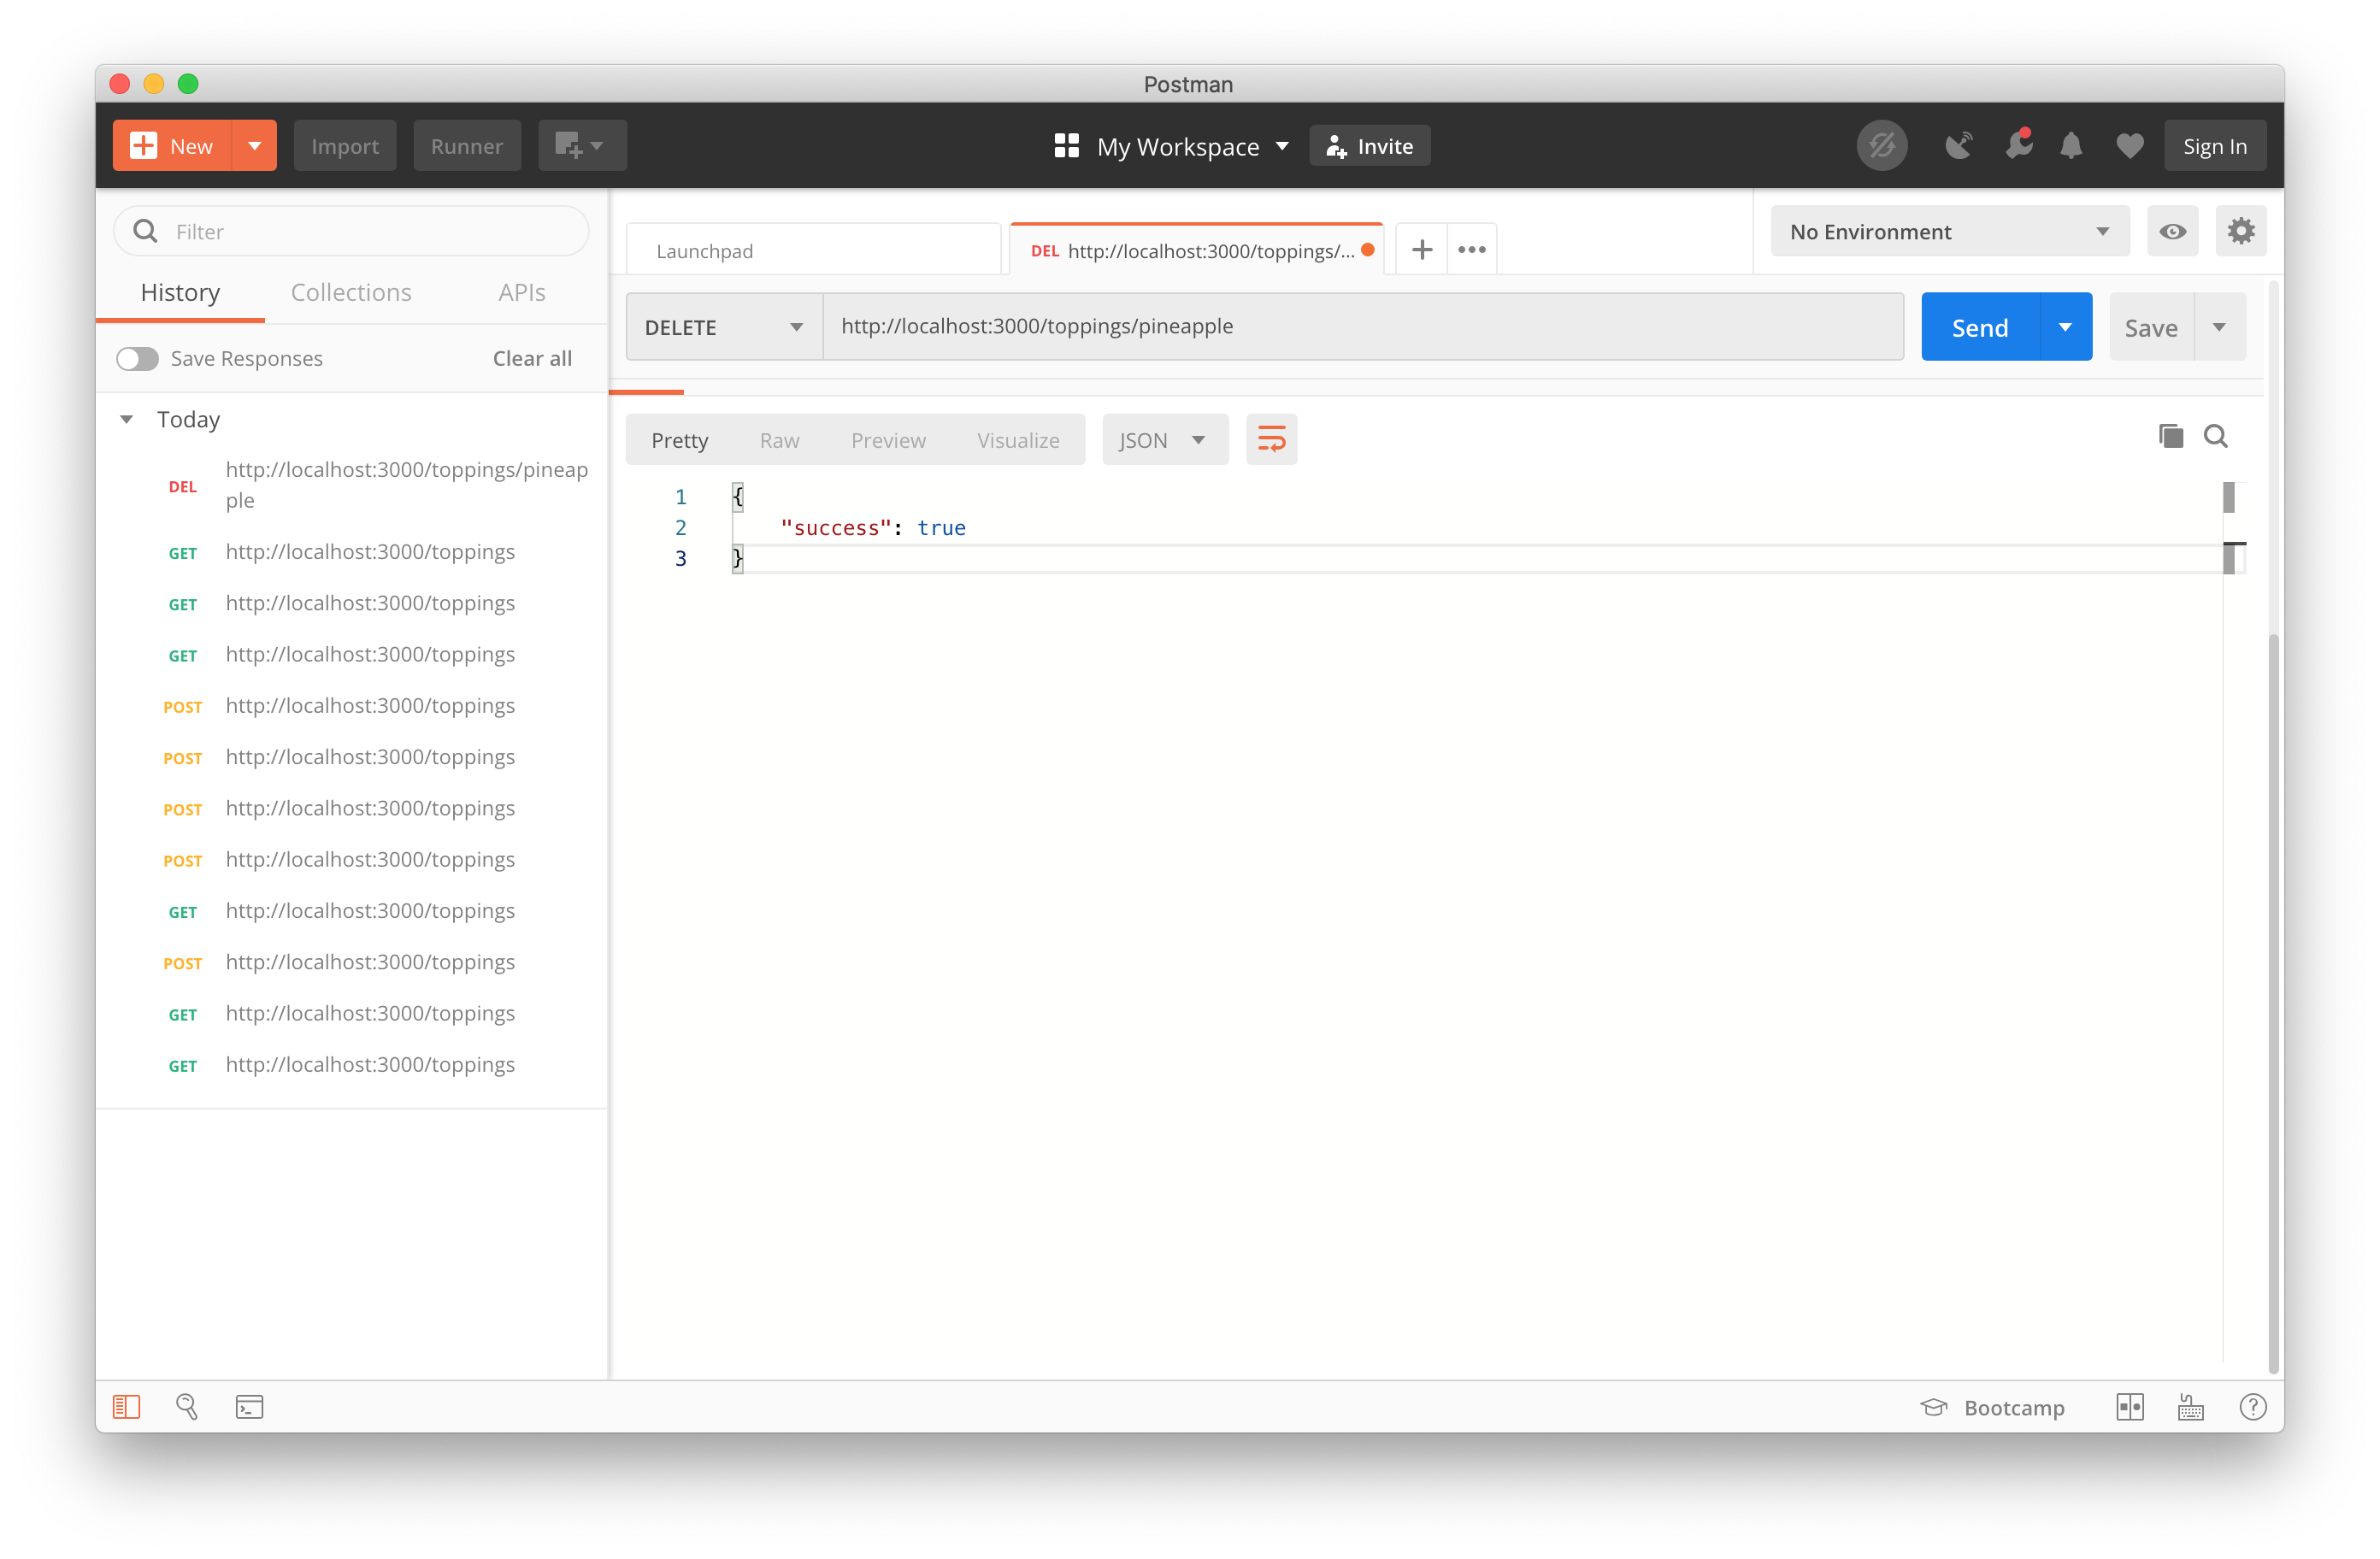 Postman
New
Import
Runner
My Workspace
Invite
Sign In
Filter
History
Collections
APIs
Save Responses
Clear all
Today
DEL http://localhost:3000/toppings/pineap
ple
GET http://localhost:3000/toppings
GET http://localhost:3000/toppings
GET http://localhost:3000/toppings
POST http://localhost:3000/toppings
POST http://localhost:3000/toppings
POST http://localhost:3000/toppings
POST http://localhost:3000/toppings
GET http://localhost:3000/toppings
POST http://localhost:3000/toppings
GET http://localhost:3000/toppings
GET http://localhost:3000/toppings
Launchpad
DEL http://localhost:3000/toppings/...
No Environment
DELETE
http://localhost:3000/toppings/pineapple
Send
Save
Pretty
Raw
Preview
Visualize
JSON
1 {
2 "success": true
3 }
Bootcamp